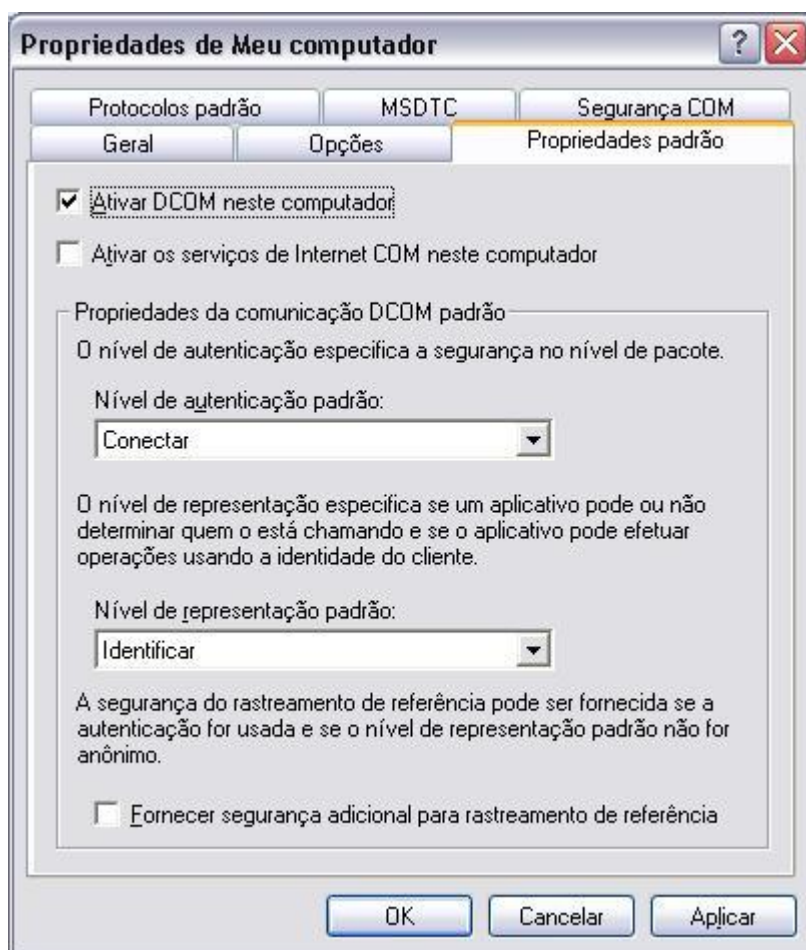 Propriedades de Meu computador
Protocolos padrão
MSDTC
Segurança COM
Geral
Opções
Propriedades padrão
Ativar DCOM neste computador
Ativar os serviços de Internet COM neste computador
Propriedades da comunicação DCOM padrão
O nível de autenticação especifica a segurança no nível de pacote.
Nível de autenticação padrão:
Conectar
O nível de representação especifica se um aplicativo pode ou não
determinar quem o está chamando e se o aplicativo pode efetuar
operações usando a identidade do cliente.
Nível de representação padrão:
Identificar
A segurança do rastreamento de referência pode ser fornecida se a
autenticação for usada e se o nível de representação padrão não for
anônimo.
Fornecer segurança adicional para rastreamento de referência
OK
Cancelar
Aplicar